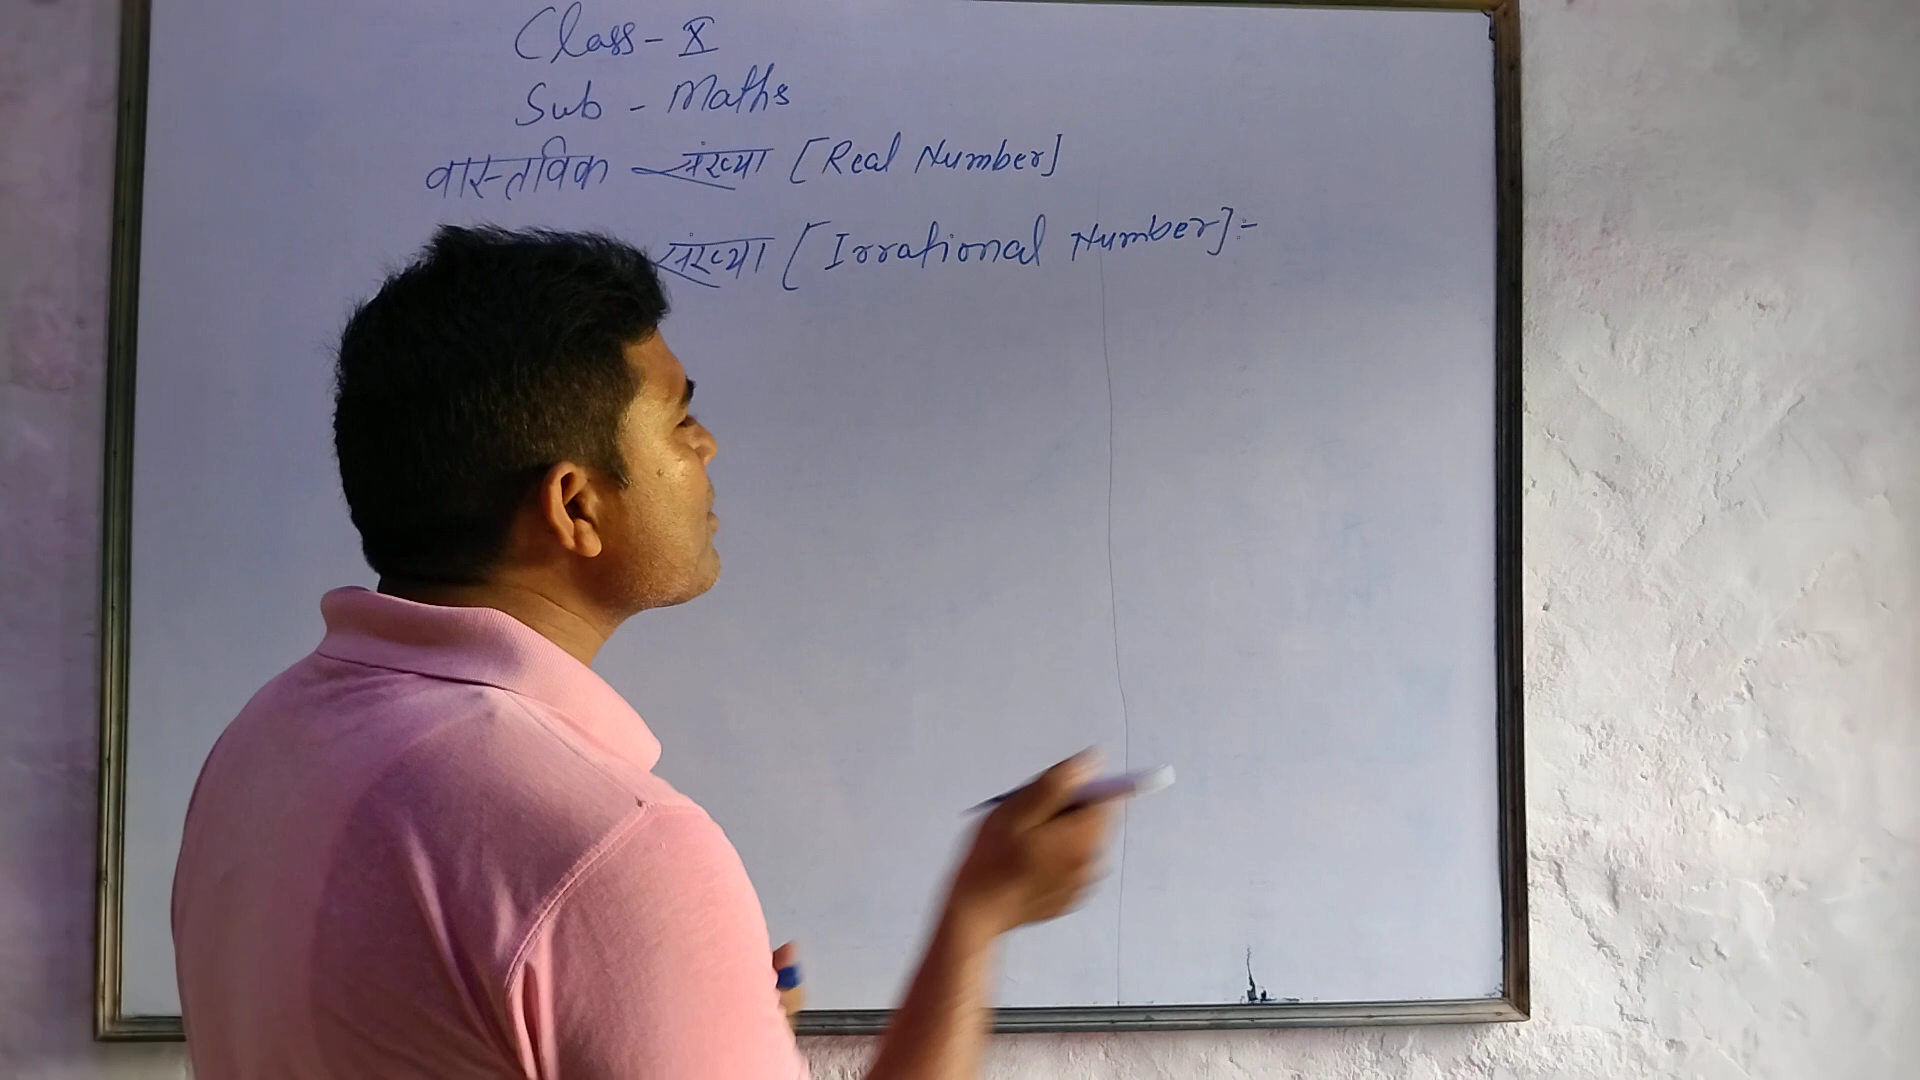 Class - X
Sub - Maths
वास्तविक संख्या [Real Number]
संख्या [Irrational Number]:-